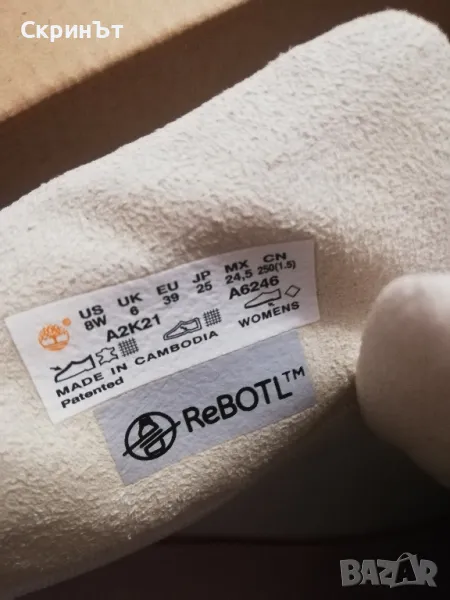 СкринЪт
US UK EU JP MX CN
8W 6 39 25 24,5 250(1.5)
A2K21 A6246
MADE IN CAMBODIA WOMENS
Patented
ReBOTL™
BAZAR